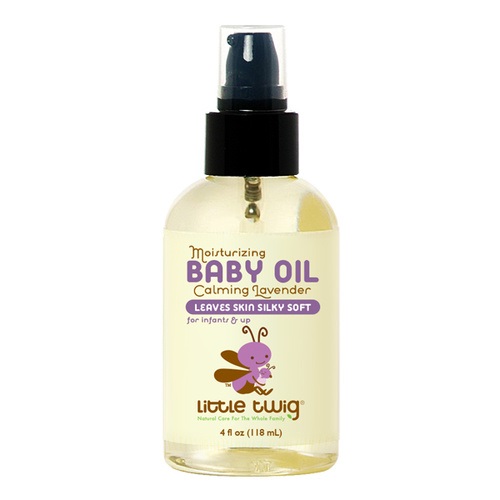 Moisturizing
BABY OIL
Calming Lavender
LEAVES SKIN SILKY SOFT
for infants & up
TM
little twig®
Natural Care For The Whole Family
4 fl oz (118 mL)